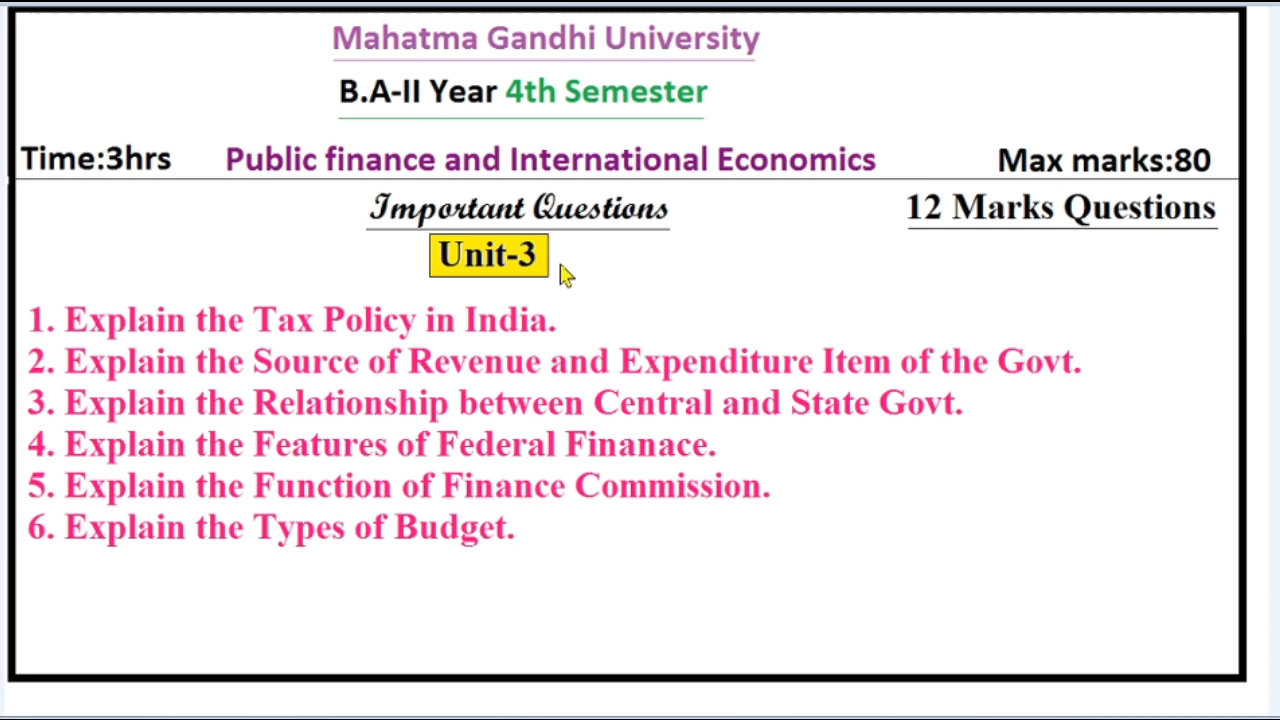 Mahatma Gandhi University
B.A-II Year 4th Semester
Time:3hrs Public finance and International Economics Max marks:80
Important Questions 12 Marks Questions
Unit-3
1. Explain the Tax Policy in India.
2. Explain the Source of Revenue and Expenditure Item of the Govt.
3. Explain the Relationship between Central and State Govt.
4. Explain the Features of Federal Finanace.
5. Explain the Function of Finance Commission.
6. Explain the Types of Budget.